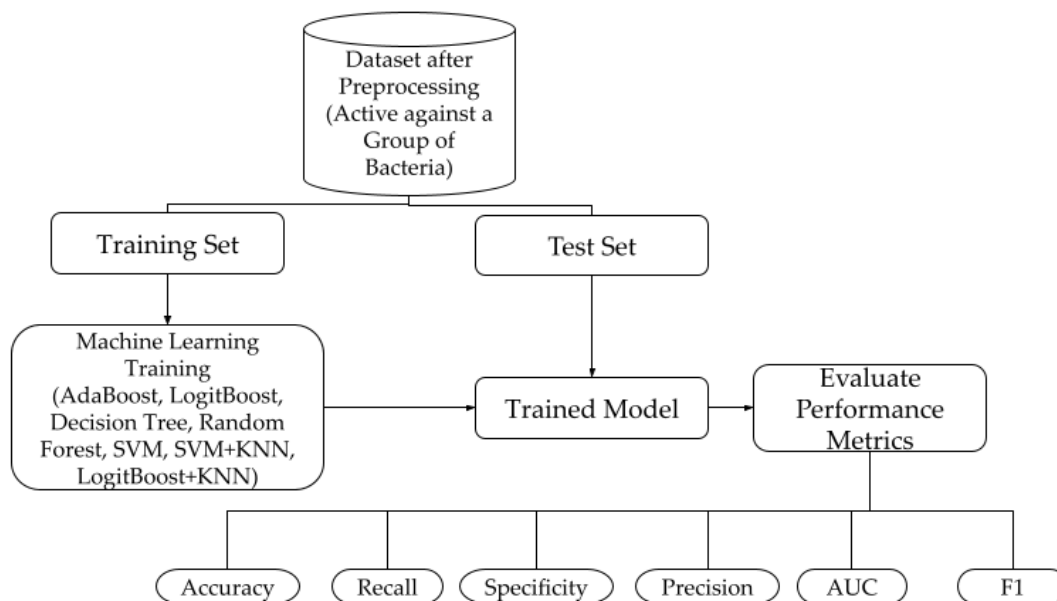 Dataset after
Preprocessing
(Active against a
Group of
Bacteria)
Training Set
Test Set
Machine Learning
Training
(AdaBoost, LogitBoost,
Decision Tree, Random
Forest, SVM, SVM+KNN,
LogitBoost+KNN)
Trained Model
Evaluate
Performance
Metrics
Accuracy
Recall
Specificity
Precision
AUC
F1